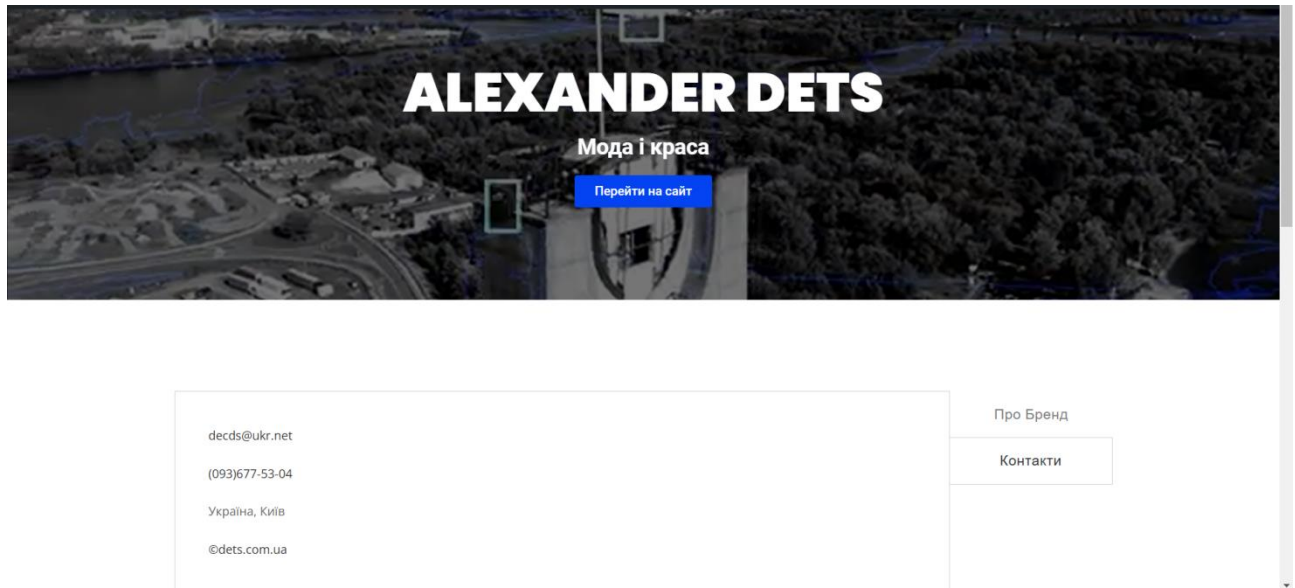 ALEXANDER DETS
Мода і краса
Перейти на сайт
decds@ukr.net
(093)677-53-04
Україна, Київ
©dets.com.ua
Про Бренд
Контакти